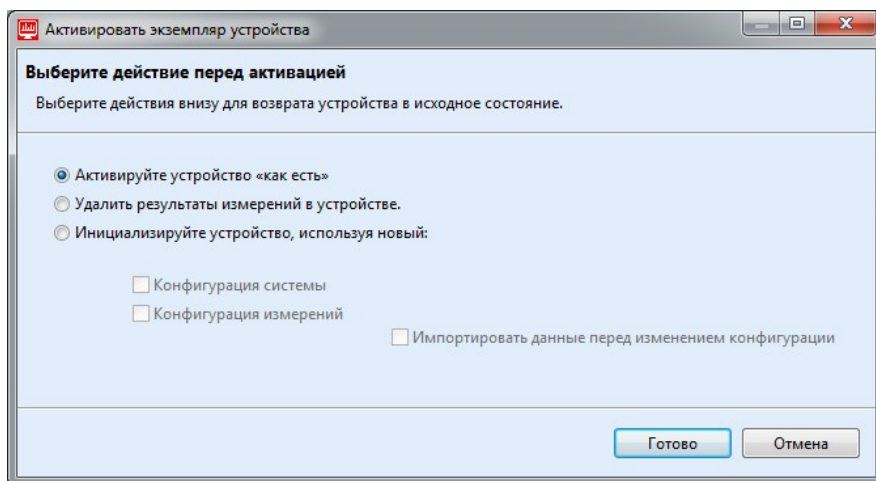 Активировать экземпляр устройства
Выберите действие перед активацией
Выберите действия внизу для возврата устройства в исходное состояние.
Активируйте устройство «как есть»
Удалить результаты измерений в устройстве.
Инициализируйте устройство, используя новый:
Конфигурация системы
Конфигурация измерений
Импортировать данные перед изменением конфигурации
Готово Отмена